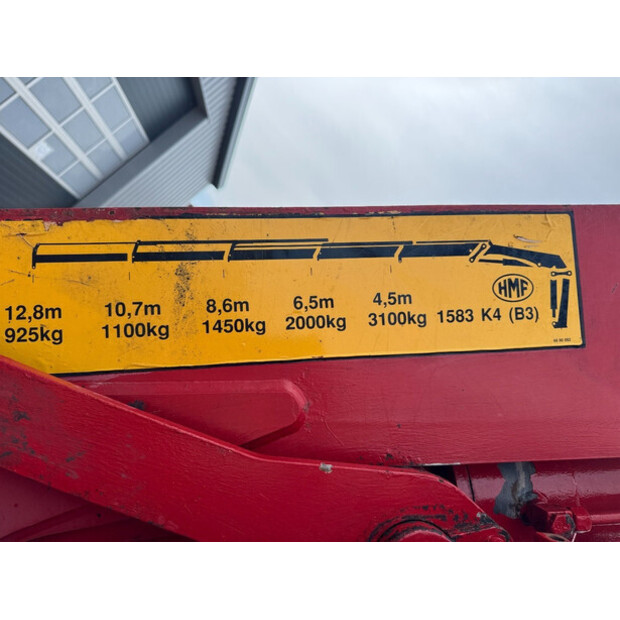 HMF
12,8m 10,7m 8,6m 6,5m 4,5m
925kg 1100kg 1450kg 2000kg 3100kg 1583 K4 (B3)